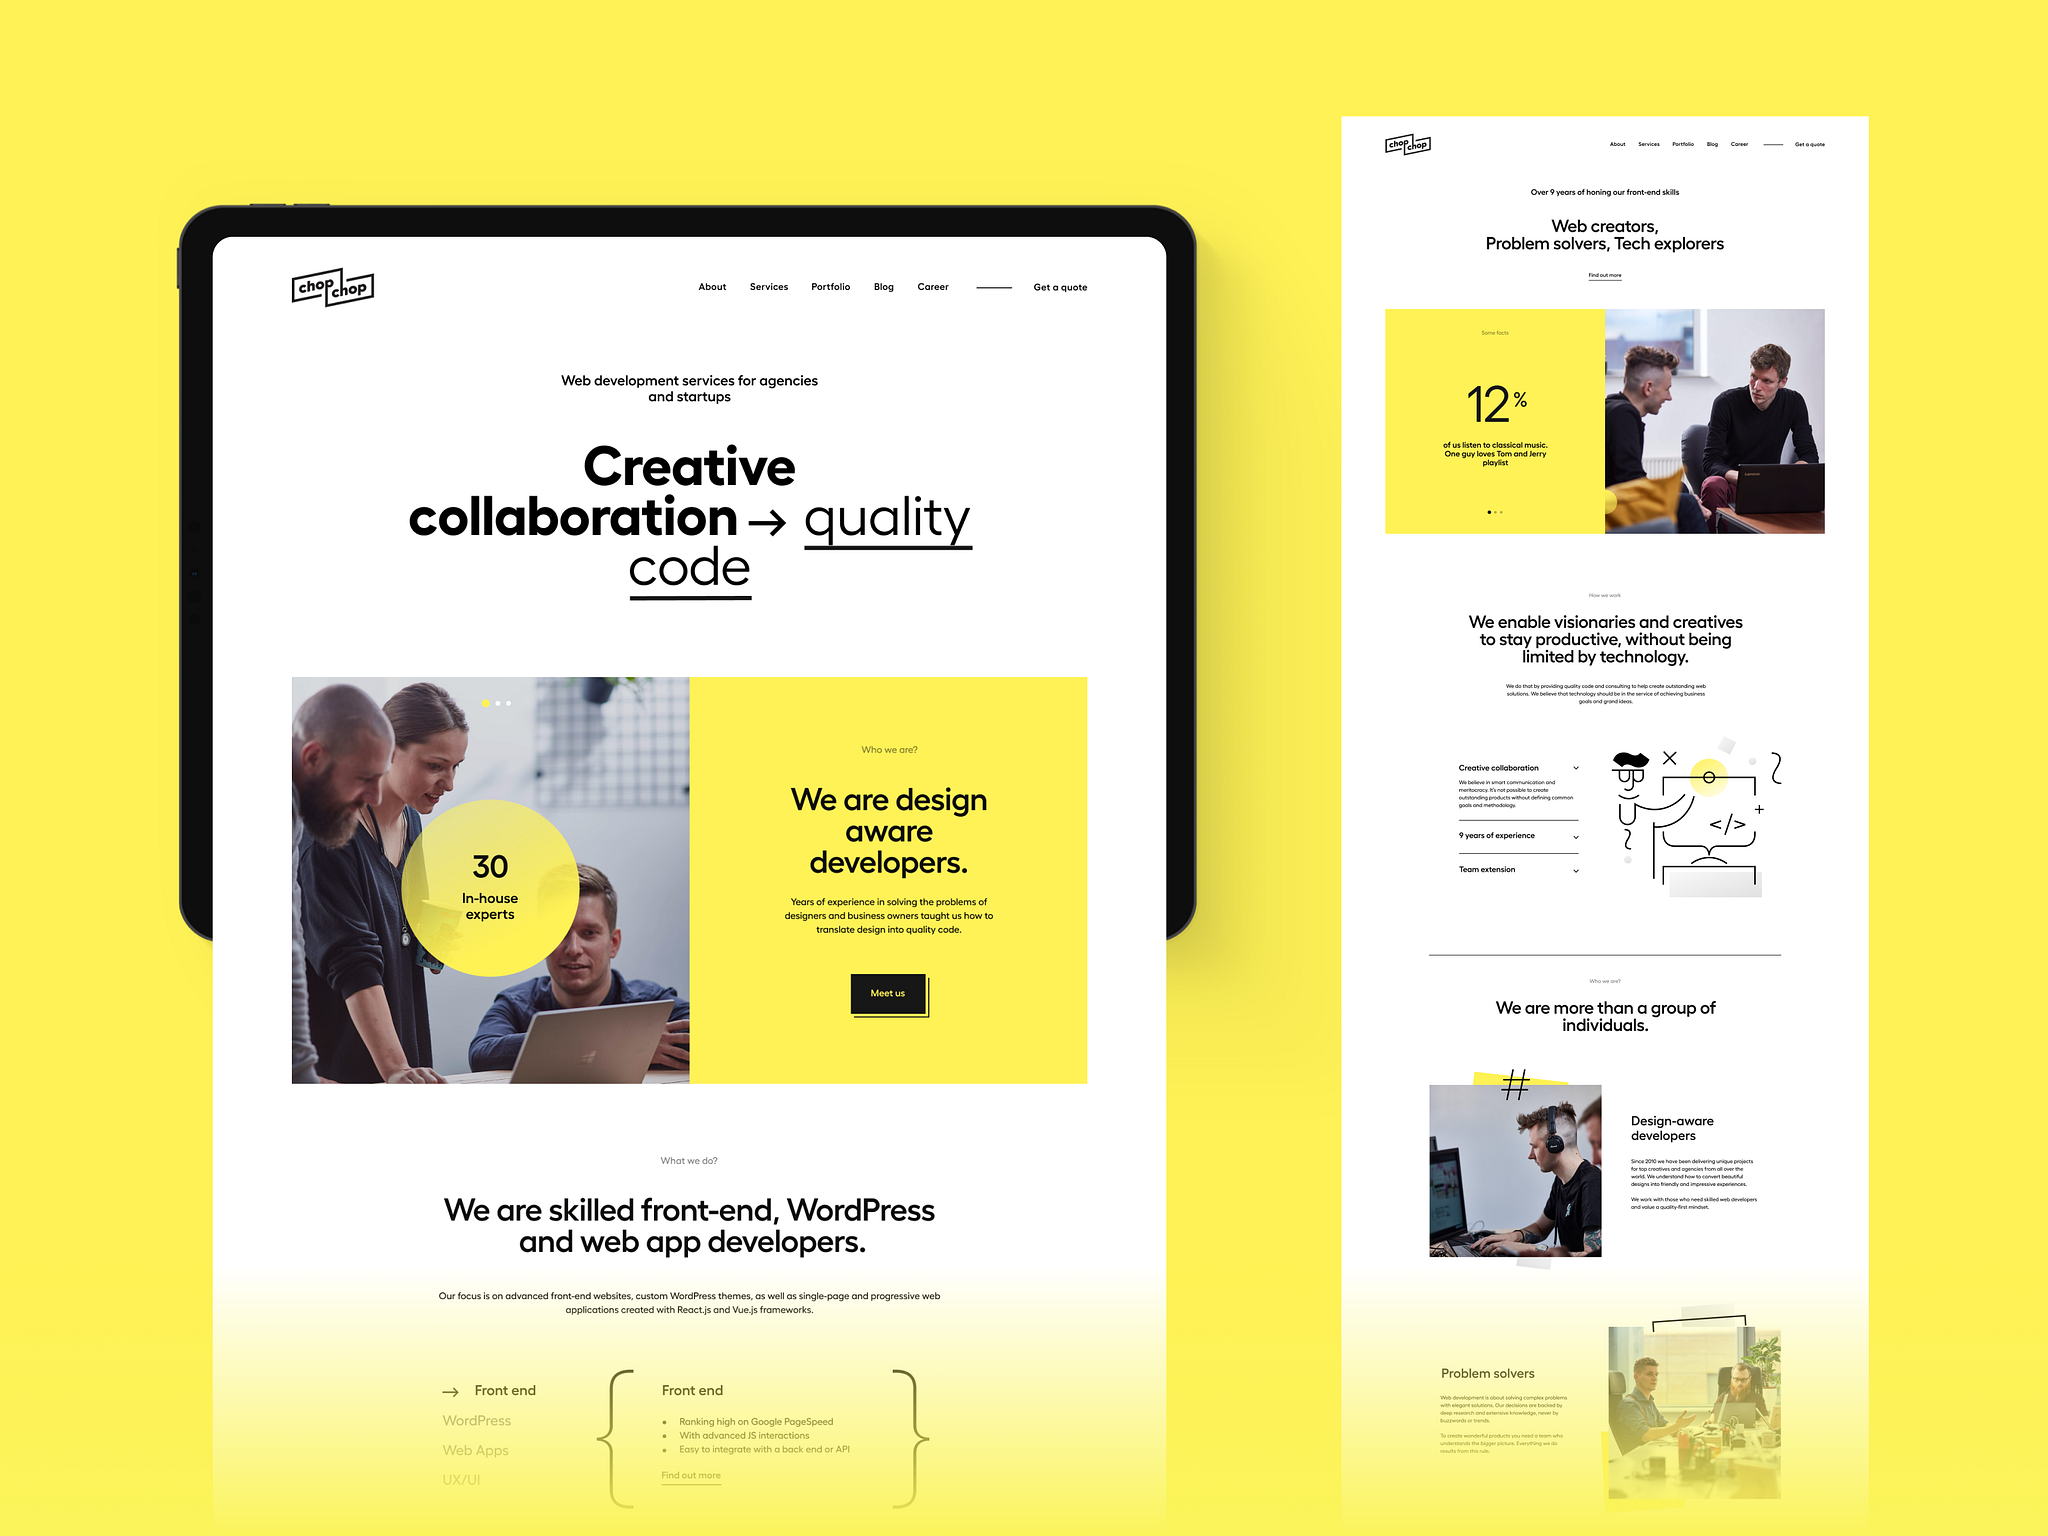 chop
chop
About Services Portfolio Blog Career Get a quote
Web development services for agencies
and startups
Creative
collaboration → quality
code
30
In-house
experts
Who we are?
We are design
aware
developers.
Years of experience in solving the problems of
designers and business owners taught us how to
translate design into quality code.
Meet us
What we do?
We are skilled front-end, WordPress
and web app developers.
Our focus is on advanced front-end websites, custom WordPress themes, as well as single-page and progressive web
applications created with React.js and Vue.js frameworks.
→ Front end
WordPress
Web Apps
UX/UI
{
Front end
• Ranking high on Google PageSpeed
• With advanced JS interactions
• Easy to integrate with a back end or API
Find out more
}
chop
chop
About Services Portfolio Blog Career Get a quote
Over 9 years of honing our front-end skills
Web creators,
Problem solvers, Tech explorers
Find out more
Some facts
12%
of us listen to classical music.
One guy loves Tom and Jerry
playlist
Lenovo
How we work
We enable visionaries and creatives
to stay productive, without being
limited by technology.
We do that by providing quality code and consulting to help create outstanding web
solutions. We believe that technology should be in the service of achieving business
goals and grand ideas.
Creative collaboration
We believe in smart communication and
meritocracy. It's not possible to create
outstanding products without defining common
goals and methodology.
9 years of experience
Team extension
</>
Who we are?
We are more than a group of
individuals.
#
Design-aware
developers
Since 2010 we have been delivering unique projects
for top creatives and agencies from all over the
world. We understand how to convert beautiful
designs into friendly and impressive experiences.
We work with those who need skilled web developers
and value a quality-first mindset.
Problem solvers
Web development is about solving complex problems
with elegant solutions. Our decisions are backed by
deep research and extensive knowledge, never by
buzzwords or trends.
To create wonderful products you need a team who
understands the bigger picture. Everything we do
results from this rule.